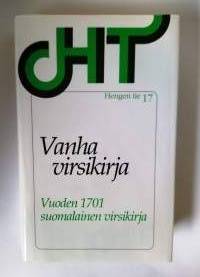 HT
Hengen tie 17
Vanha
virsikirja
Vuoden 1701
suomalainen virsikirja